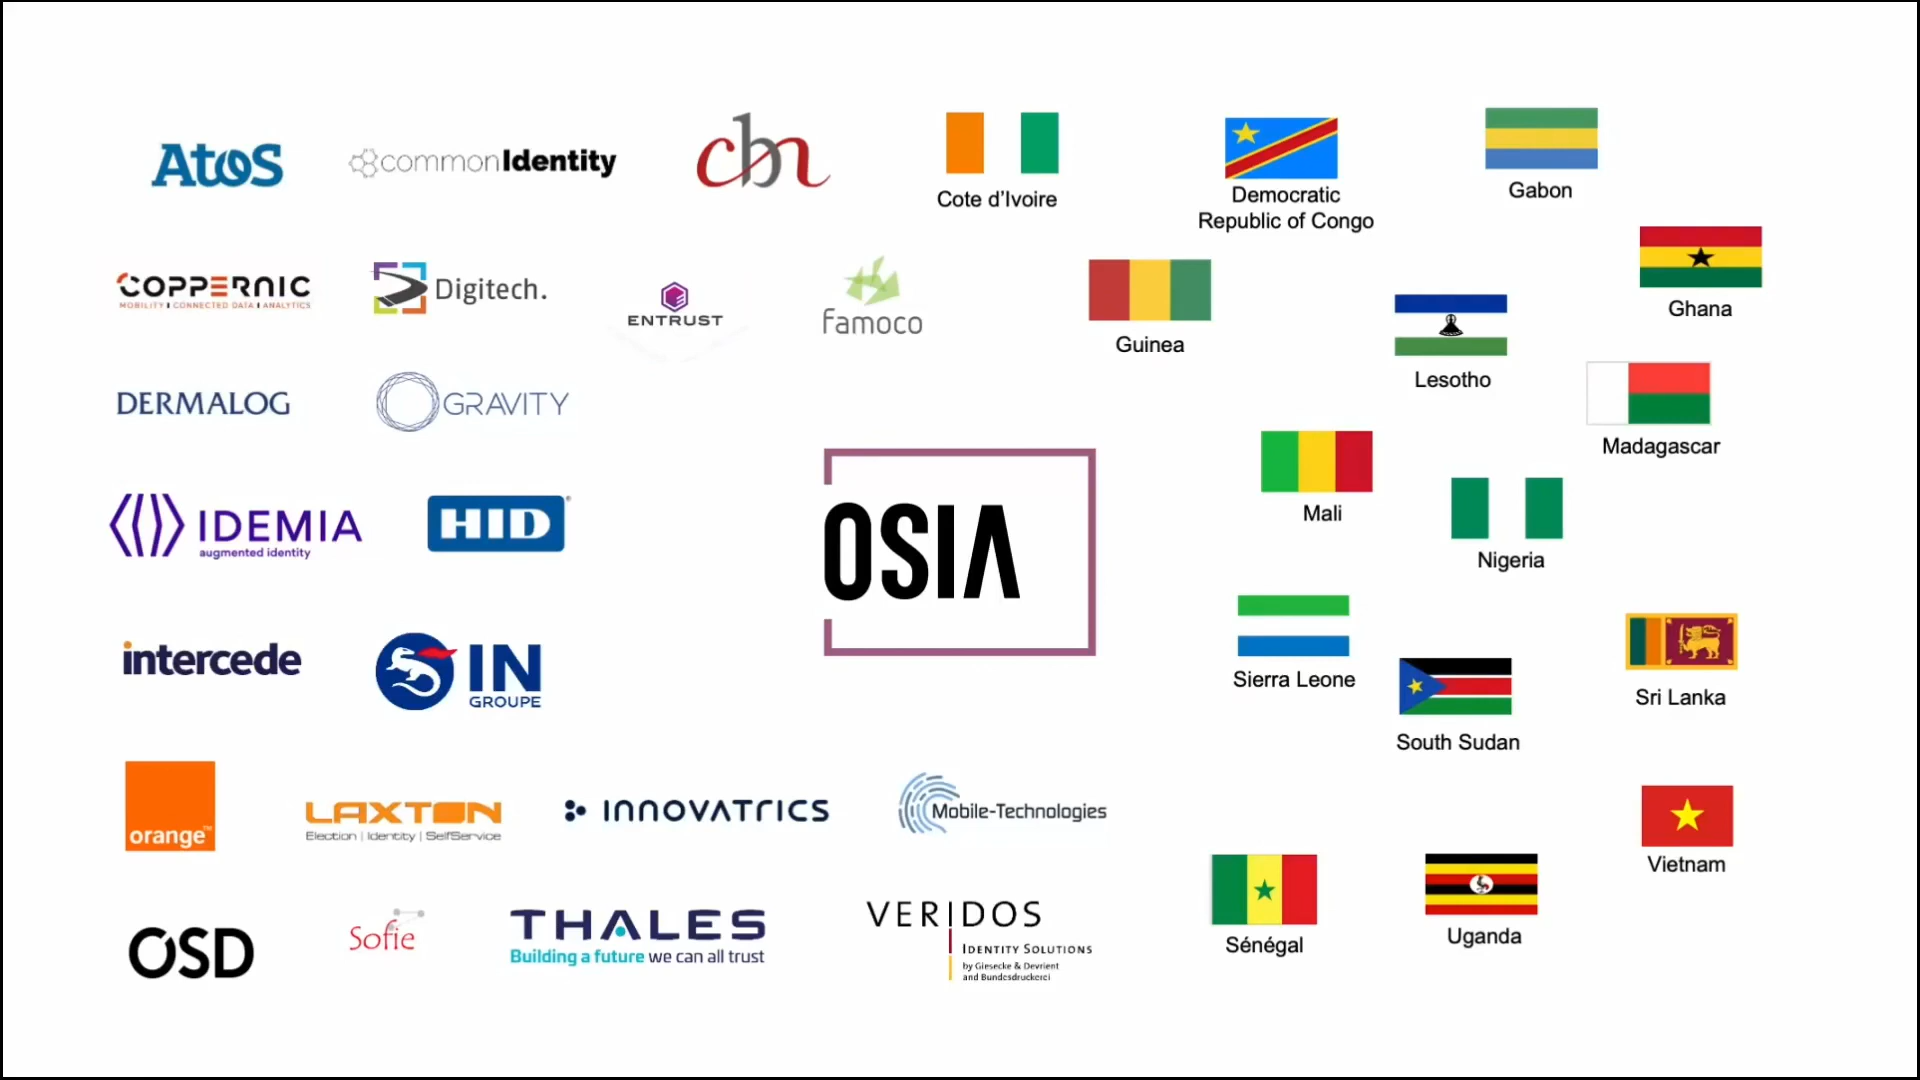 Atos
commonIdentity
cbn
Cote d'Ivoire
Democratic
Republic of Congo
Gabon
COPPERNIC
MOBILITY I CONNECTED DATA I ANALYTICS
Digitech.
ENTRUST
Famoco
Guinea
Lesotho
Ghana
DERMALOG
GRAVITY
Madagascar
IDEMIA
augmented identity
HID
OSIA
Mali
Nigeria
intercede
IN
GROUPE
Sierra Leone
South Sudan
Sri Lanka
orange™
LAXTON
Election | Identity | SelfService
INNOVATRICS
Mobile-Technologies
Vietnam
OSD
Sofie
THALES
Building a future we can all trust
VERIDOS
IDENTITY SOLUTIONS
by Giesecke & Devrient
and Bundesdruckerei
Sénégal
Uganda